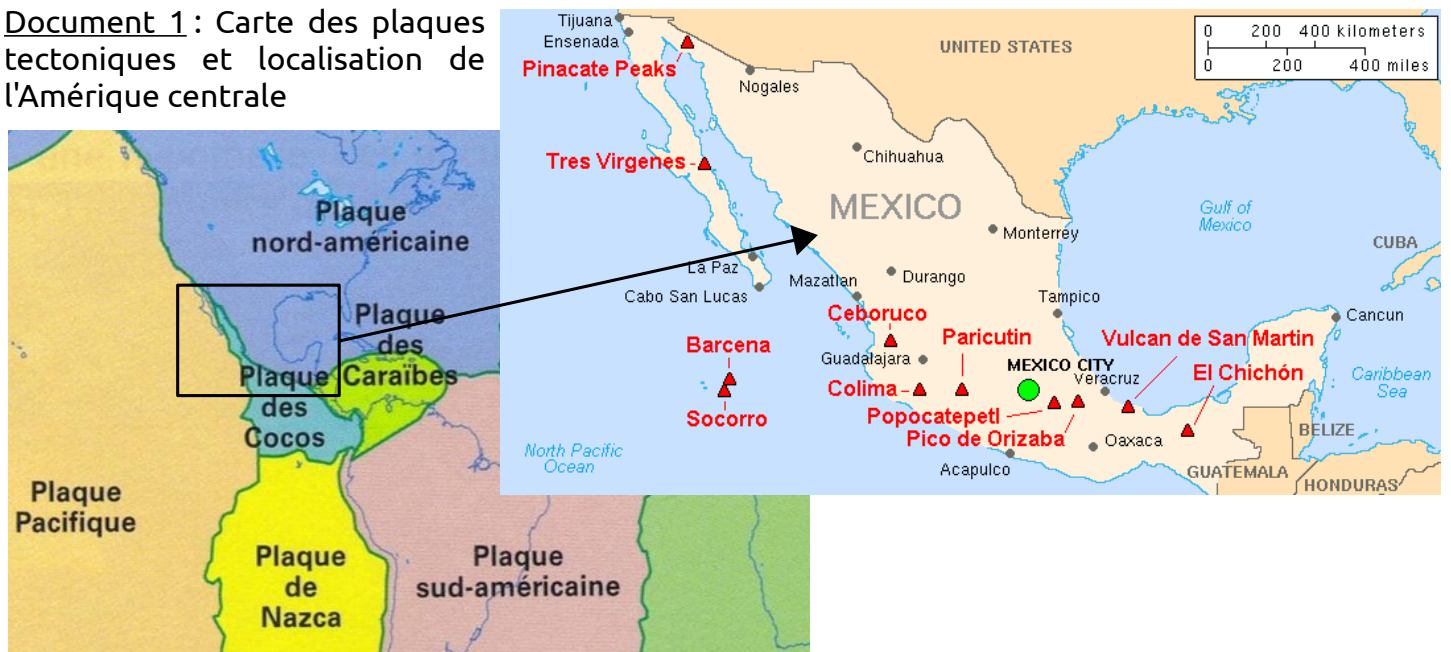 Document 1 : Carte des plaques
tectoniques et localisation de
l'Amérique centrale
Plaque
nord-américaine
Plaque
des
Caraïbes
Plaque
des
Cocos
Plaque
Pacifique
Plaque
de
Nazca
Plaque
sud-américaine
Tijuana
Ensenada
Pinacate Peaks
Nogales
UNITED STATES
0 200 400 kilometers
0 200 400 miles
Tres Virgenes
Chihuahua
MEXICO
Gulf of
Mexico
Monterrey
CUBA
La Paz
Cabo San Lucas
Mazatlan
Durango
Tampico
Cancun
Ceboruco
Guadalajara
Paricutin
MEXICO CITY
Vulcan de San Martin
Barcena
Socorro
Colima
Veracruz
El Chichón
Caribbean
Sea
Popocatepetl
Pico de Orizaba
Oaxaca
Acapulco
North Pacific
Ocean
BELIZE
GUATEMALA
HONDURAS